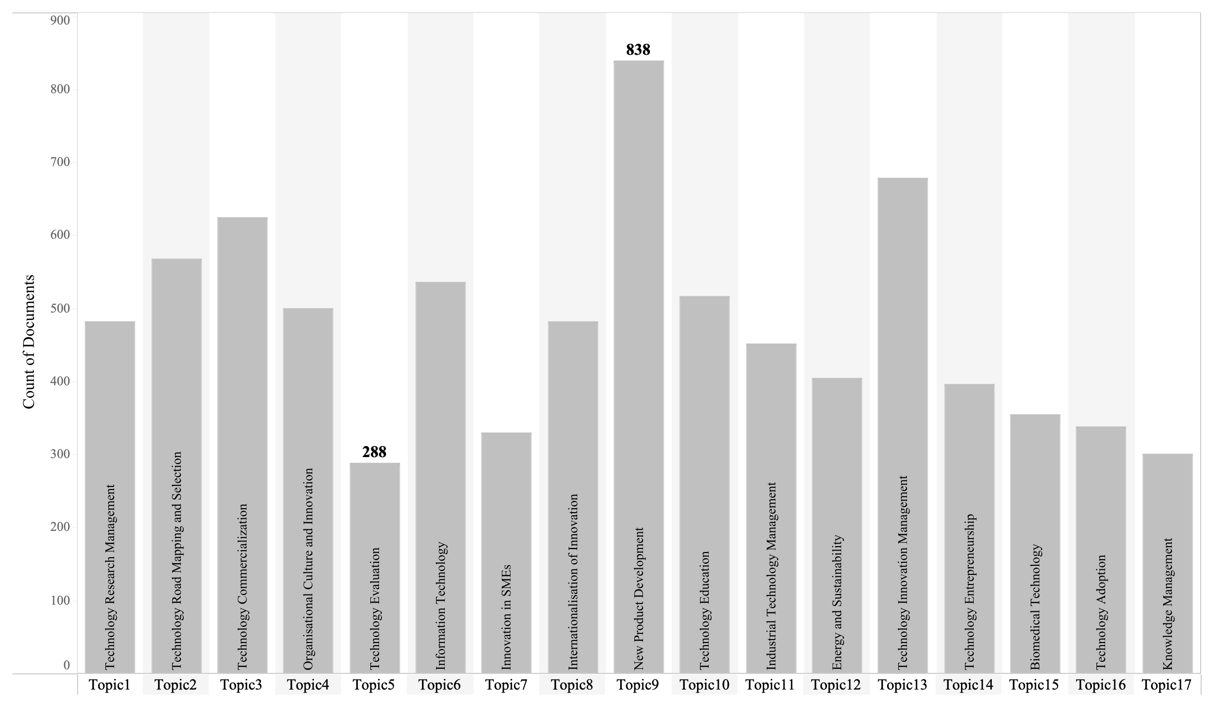 900
800
700
600
500
400
300
200
100
0
Count of Documents
838
288
Technology Research Management
Technology Road Mapping and Selection
Technology Commercialization
Organisational Culture and Innovation
Technology Evaluation
Information Technology
Innovation in SMEs
Internationalisation of Innovation
New Product Development
Technology Education
Industrial Technology Management
Energy and Sustainability
Technology Innovation Management
Technology Entrepreneurship
Biomedical Technology
Technology Adoption
Knowledge Management
Topic1 Topic2 Topic3 Topic4 Topic5 Topic6 Topic7 Topic8 Topic9 Topic10 Topic11 Topic12 Topic13 Topic14 Topic15 Topic16 Topic17